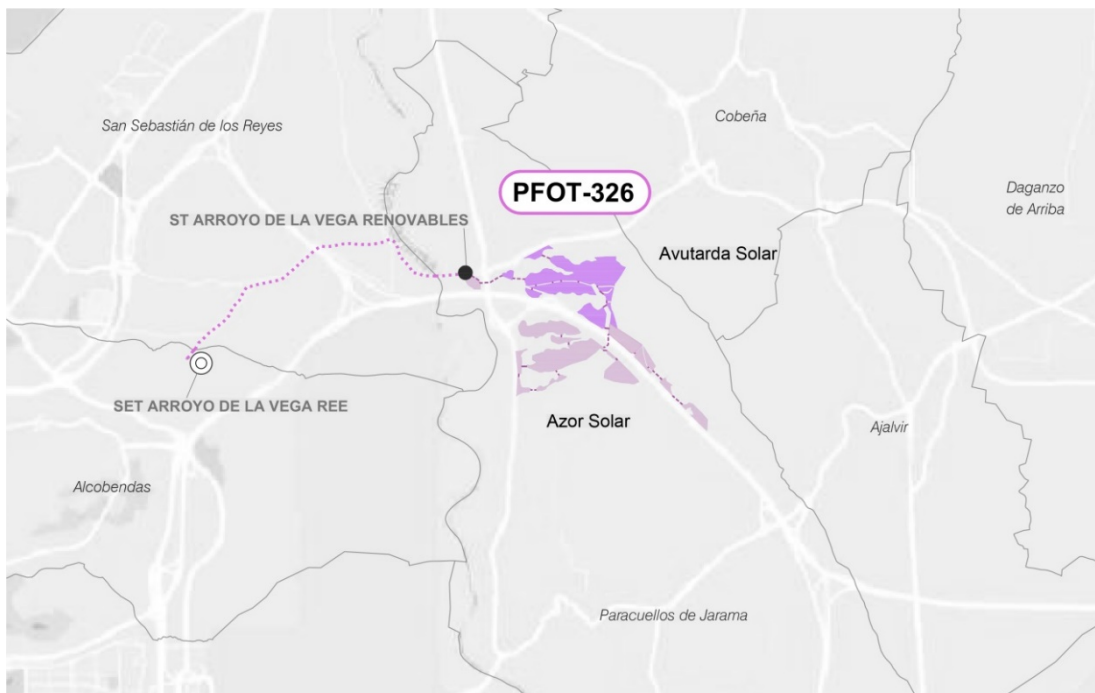 San Sebastián de los Reyes
Cobeña
PFOT-326
Daganzo
de Arriba
ST ARROYO DE LA VEGA RENOVABLES
Avutarda Solar
SET ARROYO DE LA VEGA REE
Azor Solar
Ajalvir
Alcobendas
Paracuellos de Jarama